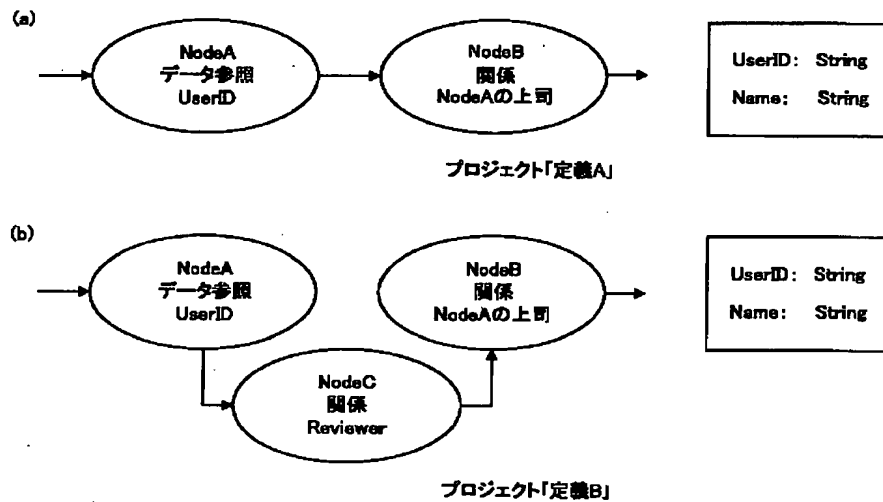 (a)
NodeA
データ参照
UserID
NodeB
関係
NodeAの上司
UserID: String
Name: String
プロジェクト「定義A」
(b)
NodeA
データ参照
UserID
NodeB
関係
NodeAの上司
UserID: String
Name: String
NodeC
関係
Reviewer
プロジェクト「定義B」